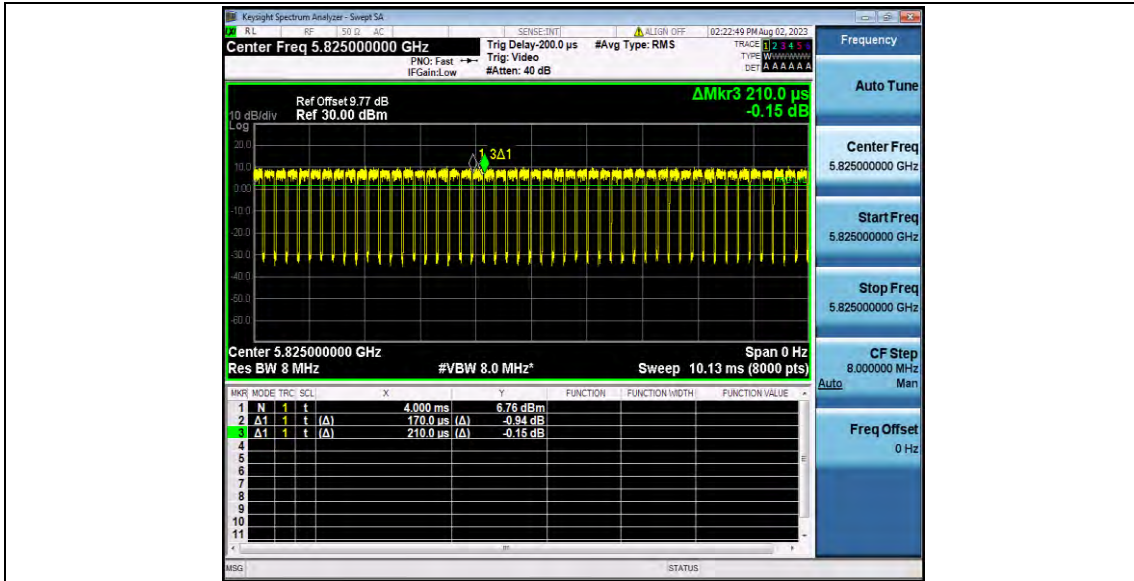 Keysight Spectrum Analyzer - Swept SA
RL RF 50 Ω AC SENSE:INT ALIGN OFF 02:22:49 PM Aug 02, 2023
Center Freq 5.825000000 GHz Trig Delay-200.0 µs #Avg Type: RMS TRACE 1 2 3 4 5 6
PNO: Fast Trig: Video TYPE W
IFGain:Low #Atten: 40 dB DET A A A A A A
Frequency
Auto Tune
Center Freq
5.825000000 GHz
Start Freq
5.825000000 GHz
Stop Freq
5.825000000 GHz
CF Step
8.000000 MHz
Auto Man
Freq Offset
0 Hz
ΔMkr3 210.0 µs
-0.15 dB
Ref Offset 9.77 dB
10 dB/div Ref 30.00 dBm
Log
20.0
10.0
0.00
-10.0
-20.0
-30.0
-40.0
-50.0
-60.0
1 3Δ1
Center 5.825000000 GHz Span 0 Hz
Res BW 8 MHz #VBW 8.0 MHz* Sweep 10.13 ms (8000 pts)
MKR MODE TRC SCL X Y FUNCTION FUNCTION WIDTH FUNCTION VALUE
1 N 1 t 4.000 ms 6.76 dBm
2 Δ1 1 t (Δ) 170.0 µs (Δ) -0.94 dB
3 Δ1 1 t (Δ) 210.0 µs (Δ) -0.15 dB
4
5
6
7
8
9
10
11
MSG STATUS